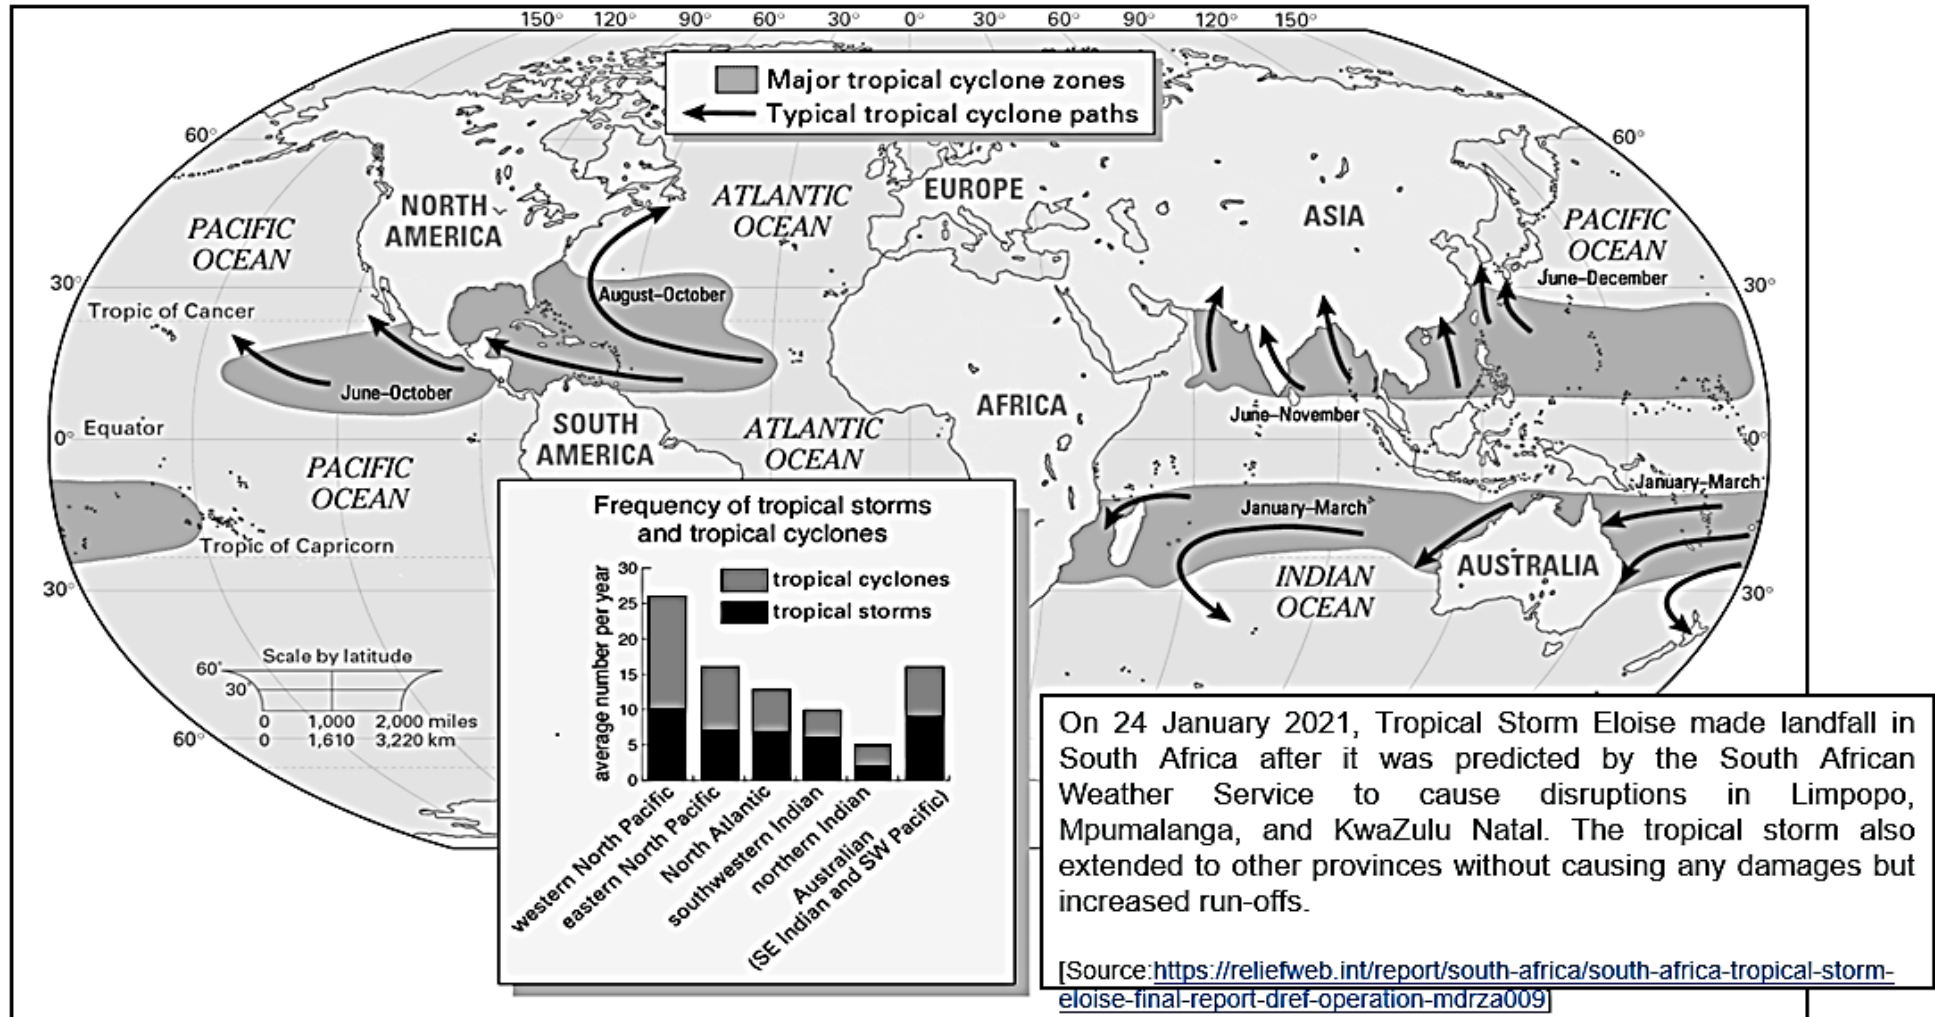 150° 120° 90° 60° 30° 0° 30° 60° 90° 120° 150°
Major tropical cyclone zones
Typical tropical cyclone paths
60°
60°
NORTH
AMERICA
ATLANTIC
OCEAN
EUROPE
ASIA
PACIFIC
OCEAN
PACIFIC
OCEAN
June–December
30°
30°
August–October
Tropic of Cancer
June–October
AFRICA
June–November
0° Equator
0°
SOUTH
AMERICA
ATLANTIC
OCEAN
PACIFIC
OCEAN
January–March
January–March
Tropic of Capricorn
AUSTRALIA
INDIAN
OCEAN
30°
30°
Scale by latitude
60°
30°
0 1,000 2,000 miles
0 1,610 3,220 km
60°
Frequency of tropical storms
and tropical cyclones
average number per year
30
25
20
15
10
5
0
tropical cyclones
tropical storms
western North Pacific
eastern North Pacific
North Atlantic
southwestern Indian
northern Indian
Australian
(SE Indian and SW Pacific)
On 24 January 2021, Tropical Storm Eloise made landfall in
South Africa after it was predicted by the South African
Weather Service to cause disruptions in Limpopo,
Mpumalanga, and KwaZulu Natal. The tropical storm also
extended to other provinces without causing any damages but
increased run-offs.
[Source:https://reliefweb.int/report/south-africa/south-africa-tropical-storm-
eloise-final-report-dref-operation-mdrza009]